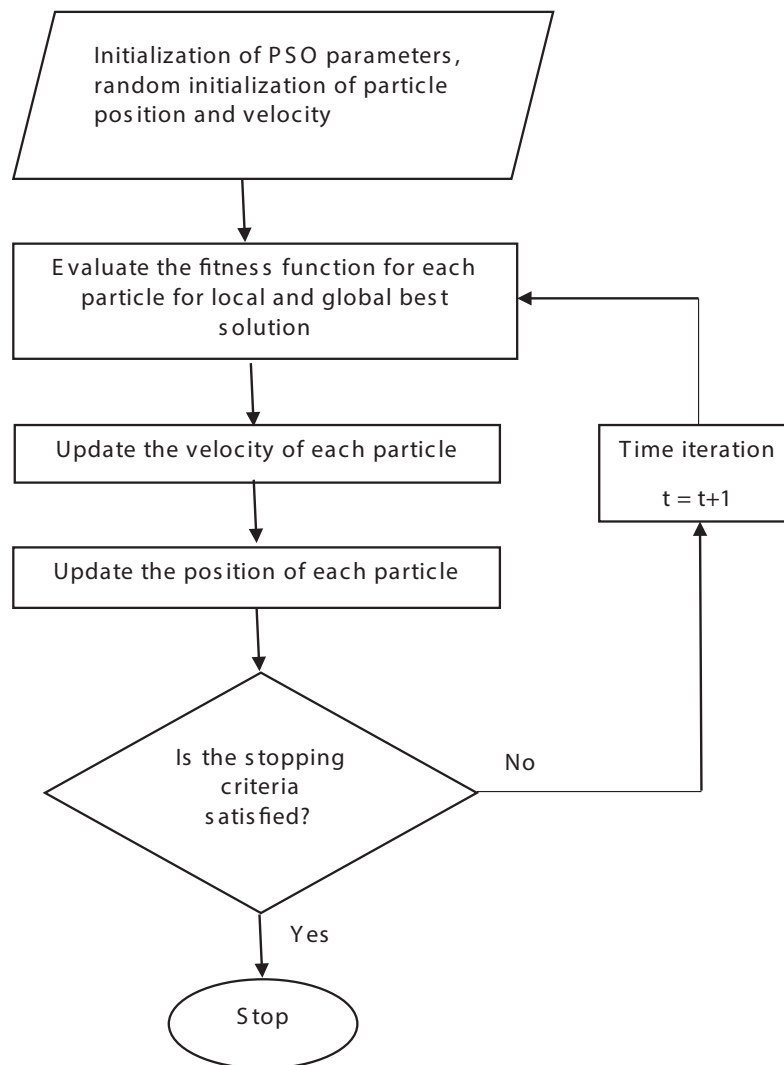 Initialization of PSO parameters,
random initialization of particle
position and velocity
Evaluate the fitness function for each
particle for local and global best
solution
Update the velocity of each particle
Time iteration
t = t+1
Update the position of each particle
Is the stopping
criteria
satisfied?
No
Yes
Stop